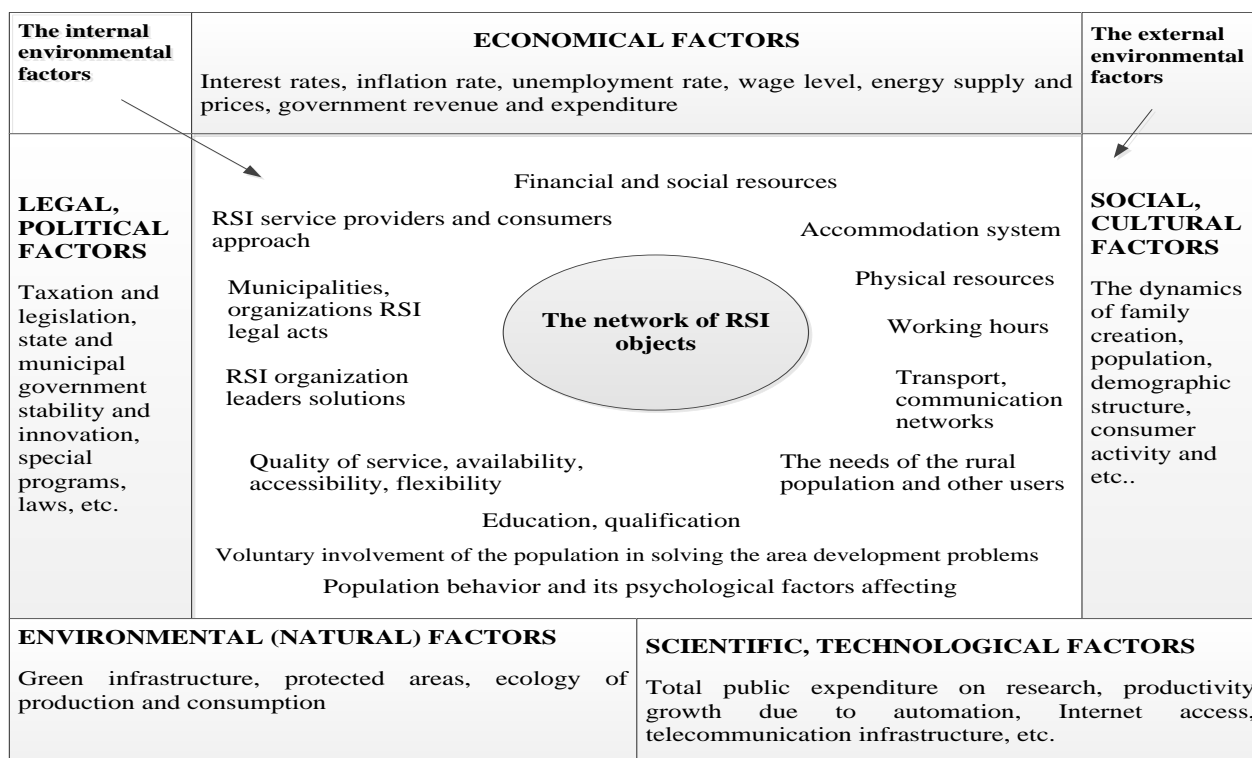 The internal
environmental
factors
ECONOMICAL FACTORS
Interest rates, inflation rate, unemployment rate, wage level, energy supply and
prices, government revenue and expenditure
The external
environmental
factors
LEGAL,
POLITICAL
FACTORS
Taxation and
legislation,
state and
municipal
government
stability and
innovation,
special
programs,
laws, etc.
Financial and social resources
RSI service providers and consumers
approach
Accommodation system
Municipalities,
organizations RSI
legal acts
Physical resources
The network of RSI
objects
Working hours
RSI organization
leaders solutions
Transport,
communication
networks
Quality of service, availability,
accessibility, flexibility
The needs of the rural
population and other users
Education, qualification
Voluntary involvement of the population in solving the area development problems
Population behavior and its psychological factors affecting
SOCIAL,
CULTURAL
FACTORS
The dynamics
of family
creation,
population,
demographic
structure,
consumer
activity and
etc..
ENVIRONMENTAL (NATURAL) FACTORS
Green infrastructure, protected areas, ecology of
production and consumption
SCIENTIFIC, TECHNOLOGICAL FACTORS
Total public expenditure on research, productivity
growth due to automation, Internet access,
telecommunication infrastructure, etc.